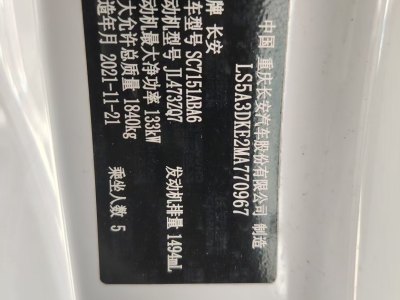 中国 重庆长安汽车股份有限公司 制造
LS5A3DXE2MA770967
牌 长安
车型号 SC7151ABA6
动机型号 JL473ZQ7
发动机排量 1494mL
动机最大净功率 133kW
大允许总质量 1840kg
乘坐人数 5
造年月 2021-11-21